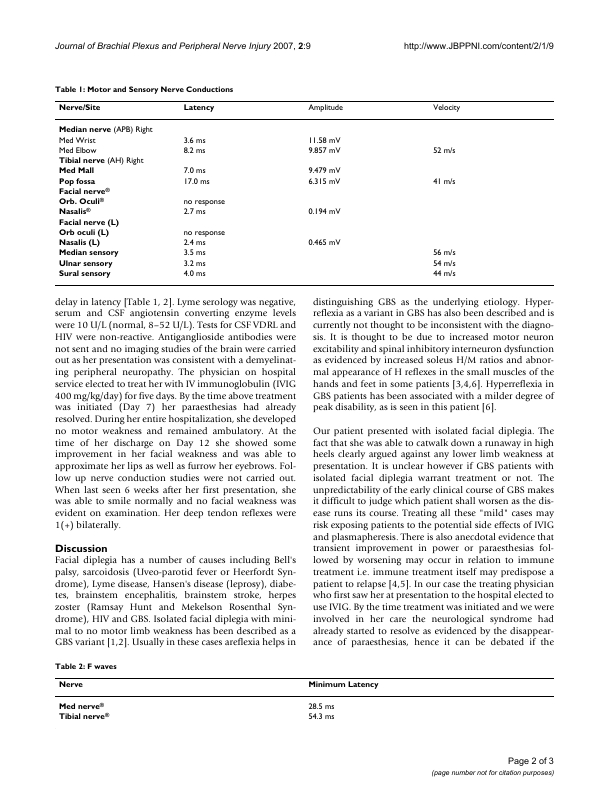 Journal of Brachial Plexus and Peripheral Nerve Injury 2007, 2:9 http://www.JBPPNI.com/content/2/1/9
Table 1: Motor and Sensory Nerve Conductions
Nerve/Site Latency Amplitude Velocity
Median nerve (APB) Right
Med Wrist 3.6 ms 11.58 mV
Med Elbow 8.2 ms 9.857 mV 52 m/s
Tibial nerve (AH) Right
Med Mall 7.0 ms 9.479 mV
Pop fossa 17.0 ms 6.315 mV 41 m/s
Facial nerve®
Orb. Oculi® no response
Nasalis® 2.7 ms 0.194 mV
Facial nerve (L)
Orb oculi (L) no response
Nasalis (L) 2.4 ms 0.465 mV
Median sensory 3.5 ms 56 m/s
Ulnar sensory 3.2 ms 54 m/s
Sural sensory 4.0 ms 44 m/s
delay in latency [Table 1, 2]. Lyme serology was negative,
serum and CSF angiotensin converting enzyme levels
were 10 U/L (normal, 8–52 U/L). Tests for CSF VDRL and
HIV were non-reactive. Antiganglioside antibodies were
not sent and no imaging studies of the brain were carried
out as her presentation was consistent with a demyelinat-
ing peripheral neuropathy. The physician on hospital
service elected to treat her with IV immunoglobulin (IVIG
400 mg/kg/day) for five days. By the time above treatment
was initiated (Day 7) her paraesthesias had already
resolved. During her entire hospitalization, she developed
no motor weakness and remained ambulatory. At the
time of her discharge on Day 12 she showed some
improvement in her facial weakness and was able to
approximate her lips as well as furrow her eyebrows. Fol-
low up nerve conduction studies were not carried out.
When last seen 6 weeks after her first presentation, she
was able to smile normally and no facial weakness was
evident on examination. Her deep tendon reflexes were
1(+) bilaterally.
Discussion
Facial diplegia has a number of causes including Bell's
palsy, sarcoidosis (Uveo-parotid fever or Heerfordt Syn-
drome), Lyme disease, Hansen's disease (leprosy), diabe-
tes, brainstem encephalitis, brainstem stroke, herpes
zoster (Ramsay Hunt and Mekelson Rosenthal Syn-
drome), HIV and GBS. Isolated facial diplegia with mini-
mal to no motor limb weakness has been described as a
GBS variant [1,2]. Usually in these cases areflexia helps in
distinguishing GBS as the underlying etiology. Hyper-
reflexia as a variant in GBS has also been described and is
currently not thought to be inconsistent with the diagno-
sis. It is thought to be due to increased motor neuron
excitability and spinal inhibitory interneuron dysfunction
as evidenced by increased soleus H/M ratios and abnor-
mal appearance of H reflexes in the small muscles of the
hands and feet in some patients [3,4,6]. Hyperreflexia in
GBS patients has been associated with a milder degree of
peak disability, as is seen in this patient [6].
Our patient presented with isolated facial diplegia. The
fact that she was able to catwalk down a runaway in high
heels clearly argued against any lower limb weakness at
presentation. It is unclear however if GBS patients with
isolated facial diplegia warrant treatment or not. The
unpredictability of the early clinical course of GBS makes
it difficult to judge which patient shall worsen as the dis-
ease runs its course. Treating all these "mild" cases may
risk exposing patients to the potential side effects of IVIG
and plasmapheresis. There is also anecdotal evidence that
transient improvement in power or paraesthesias fol-
lowed by worsening may occur in relation to immune
treatment i.e. immune treatment itself may predispose a
patient to relapse [4,5]. In our case the treating physician
who first saw her at presentation to the hospital elected to
use IVIG. By the time treatment was initiated and we were
involved in her care the neurological syndrome had
already started to resolve as evidenced by the disappear-
ance of paraesthesias, hence it can be debated if the
Table 2: F waves
Nerve Minimum Latency
Med nerve® 28.5 ms
Tibial nerve® 54.3 ms
Page 2 of 3
(page number not for citation purposes)